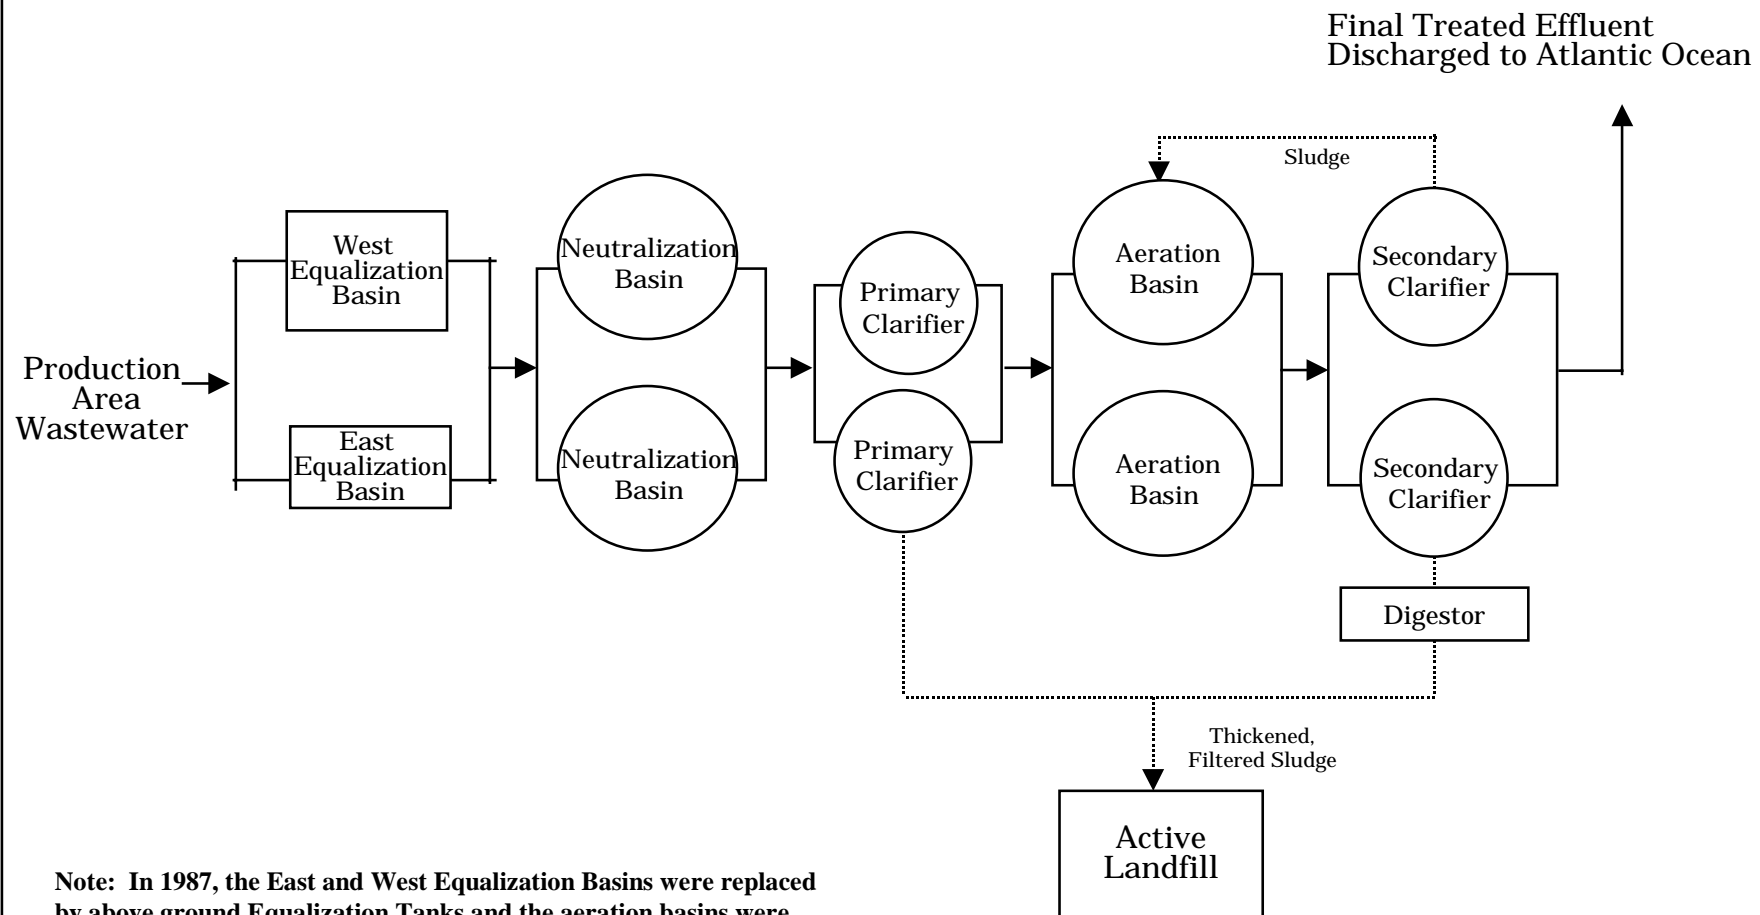 Final Treated Effluent
Discharged to Atlantic Ocean
Sludge
West
Equalization
Basin
Neutralization
Basin
Primary
Clarifier
Aeration
Basin
Secondary
Clarifier
Production
Area
Wastewater
East
Equalization
Basin
Neutralization
Basin
Primary
Clarifier
Aeration
Basin
Secondary
Clarifier
Digestor
Thickened,
Filtered Sludge
Active
Landfill
Note: In 1987, the East and West Equalization Basins were replaced
by above ground Equalization Tanks and the aeration basins were